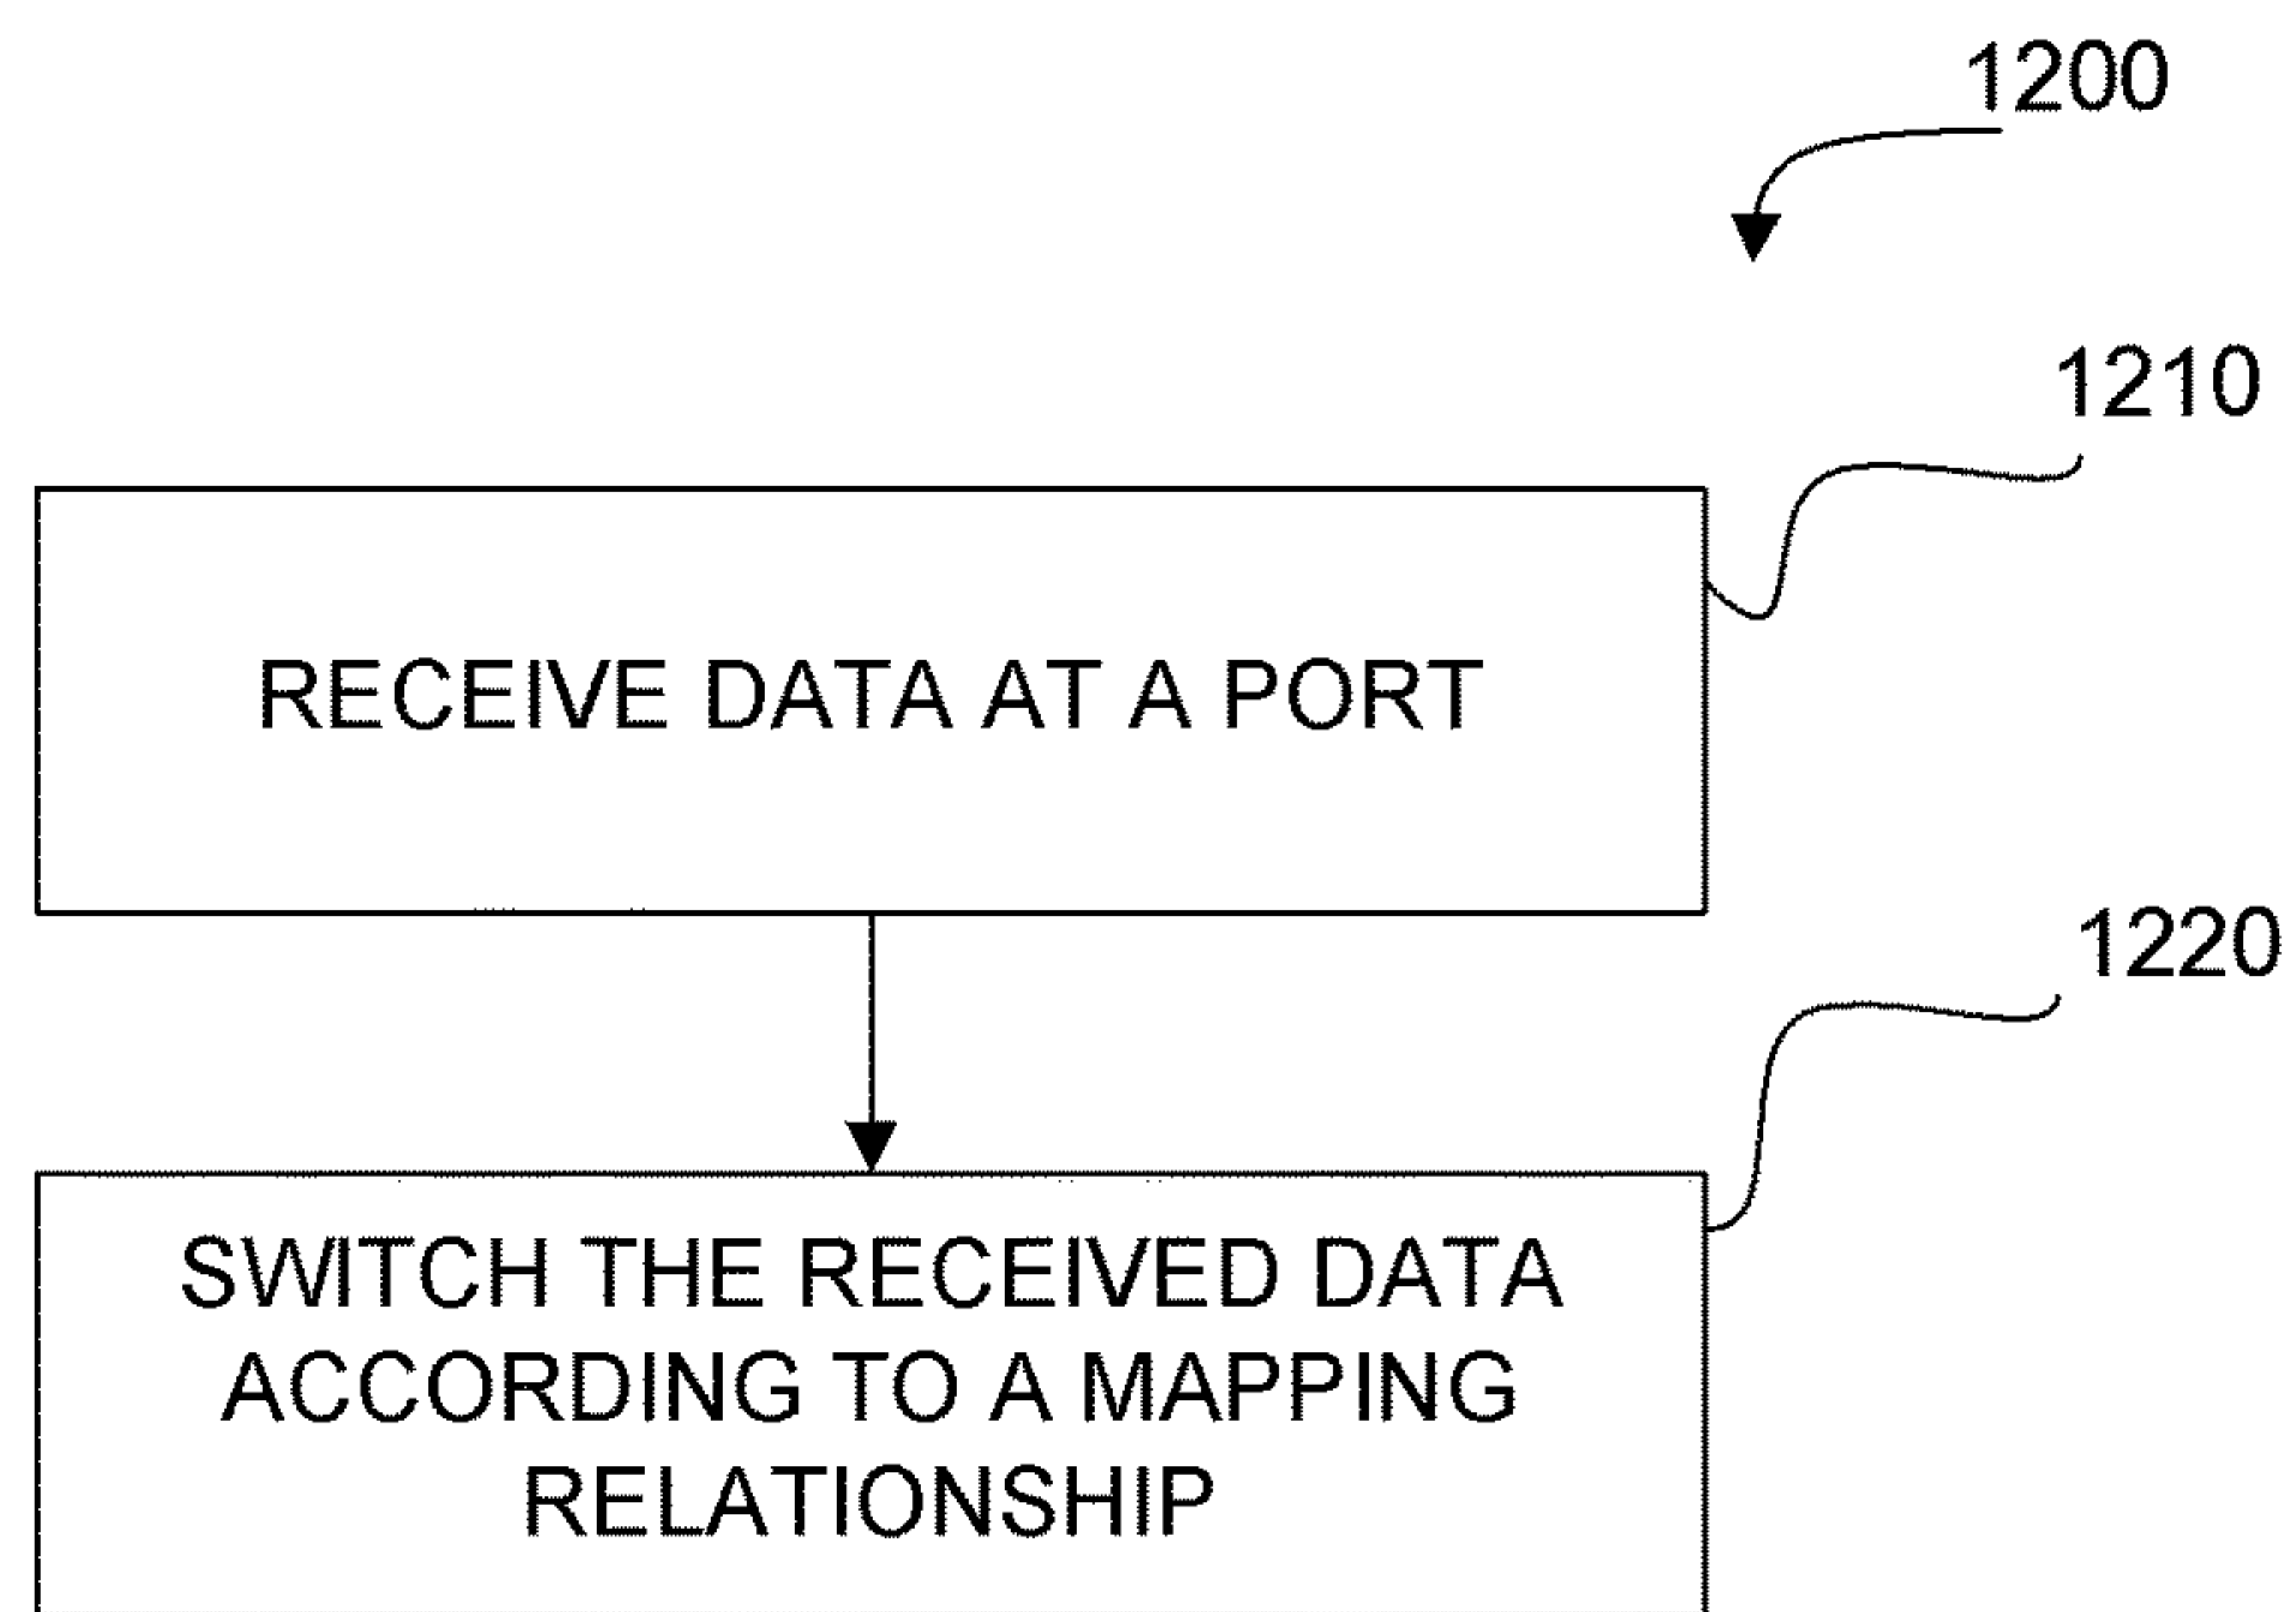 1200
1210
RECEIVE DATA AT A PORT
1220
SWITCH THE RECEIVED DATA
ACCORDING TO A MAPPING
RELATIONSHIP